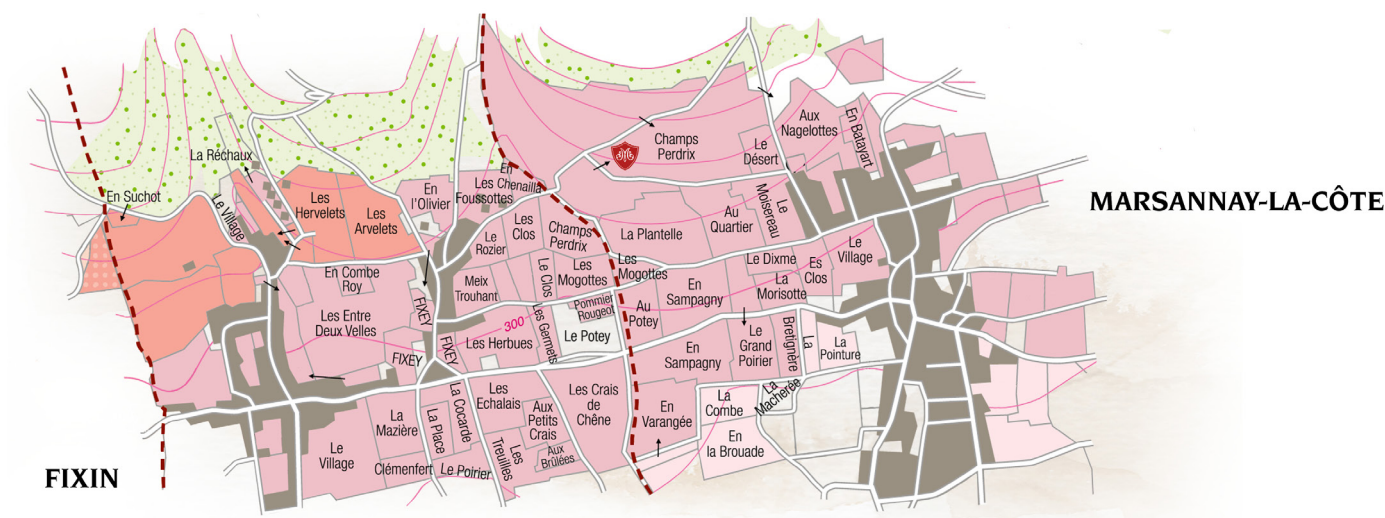 La Réchaux
En Suchot
Le Village
Les
Hervelets
Les
Arvelets
En
l'Olivier
En
Les Chenailla
Foussottes
Le
Rozier
Les
Clos
Champs
Perdrix
Champs
Perdrix
Le
Désert
Aux
Nagelottes
En Batayart
MARSANNAY-LA-CÔTE
La Plantelle
Au
Quartier
Le
Moisereau
En Combe
Roy
Meix
Trouhant
Le Clos
Les
Mogottes
Les
Mogottes
Le Dixme
Es
Clos
Le
Village
Les Entre
Deux Velles
FIXEY
300
Les Herbues
Les Germets
Pommier
Rougeot
Le Potey
Au
Potey
En
Sampagny
La
Morisotte
FIXEY
FIXEY
En
Sampagny
Le
Grand
Poirier
Bretignère
La
La
Pointure
La
Mazière
La Place
La Cocarde
Les
Echalais
Aux
Petits
Crais
Les Crais
de
Chêne
En
Varangée
La
Combe
La
Macherée
Le
Village
Clémenfert
Le Poirier
Les
Treuilles
Aux
Brûlées
En
la Brouade
FIXIN